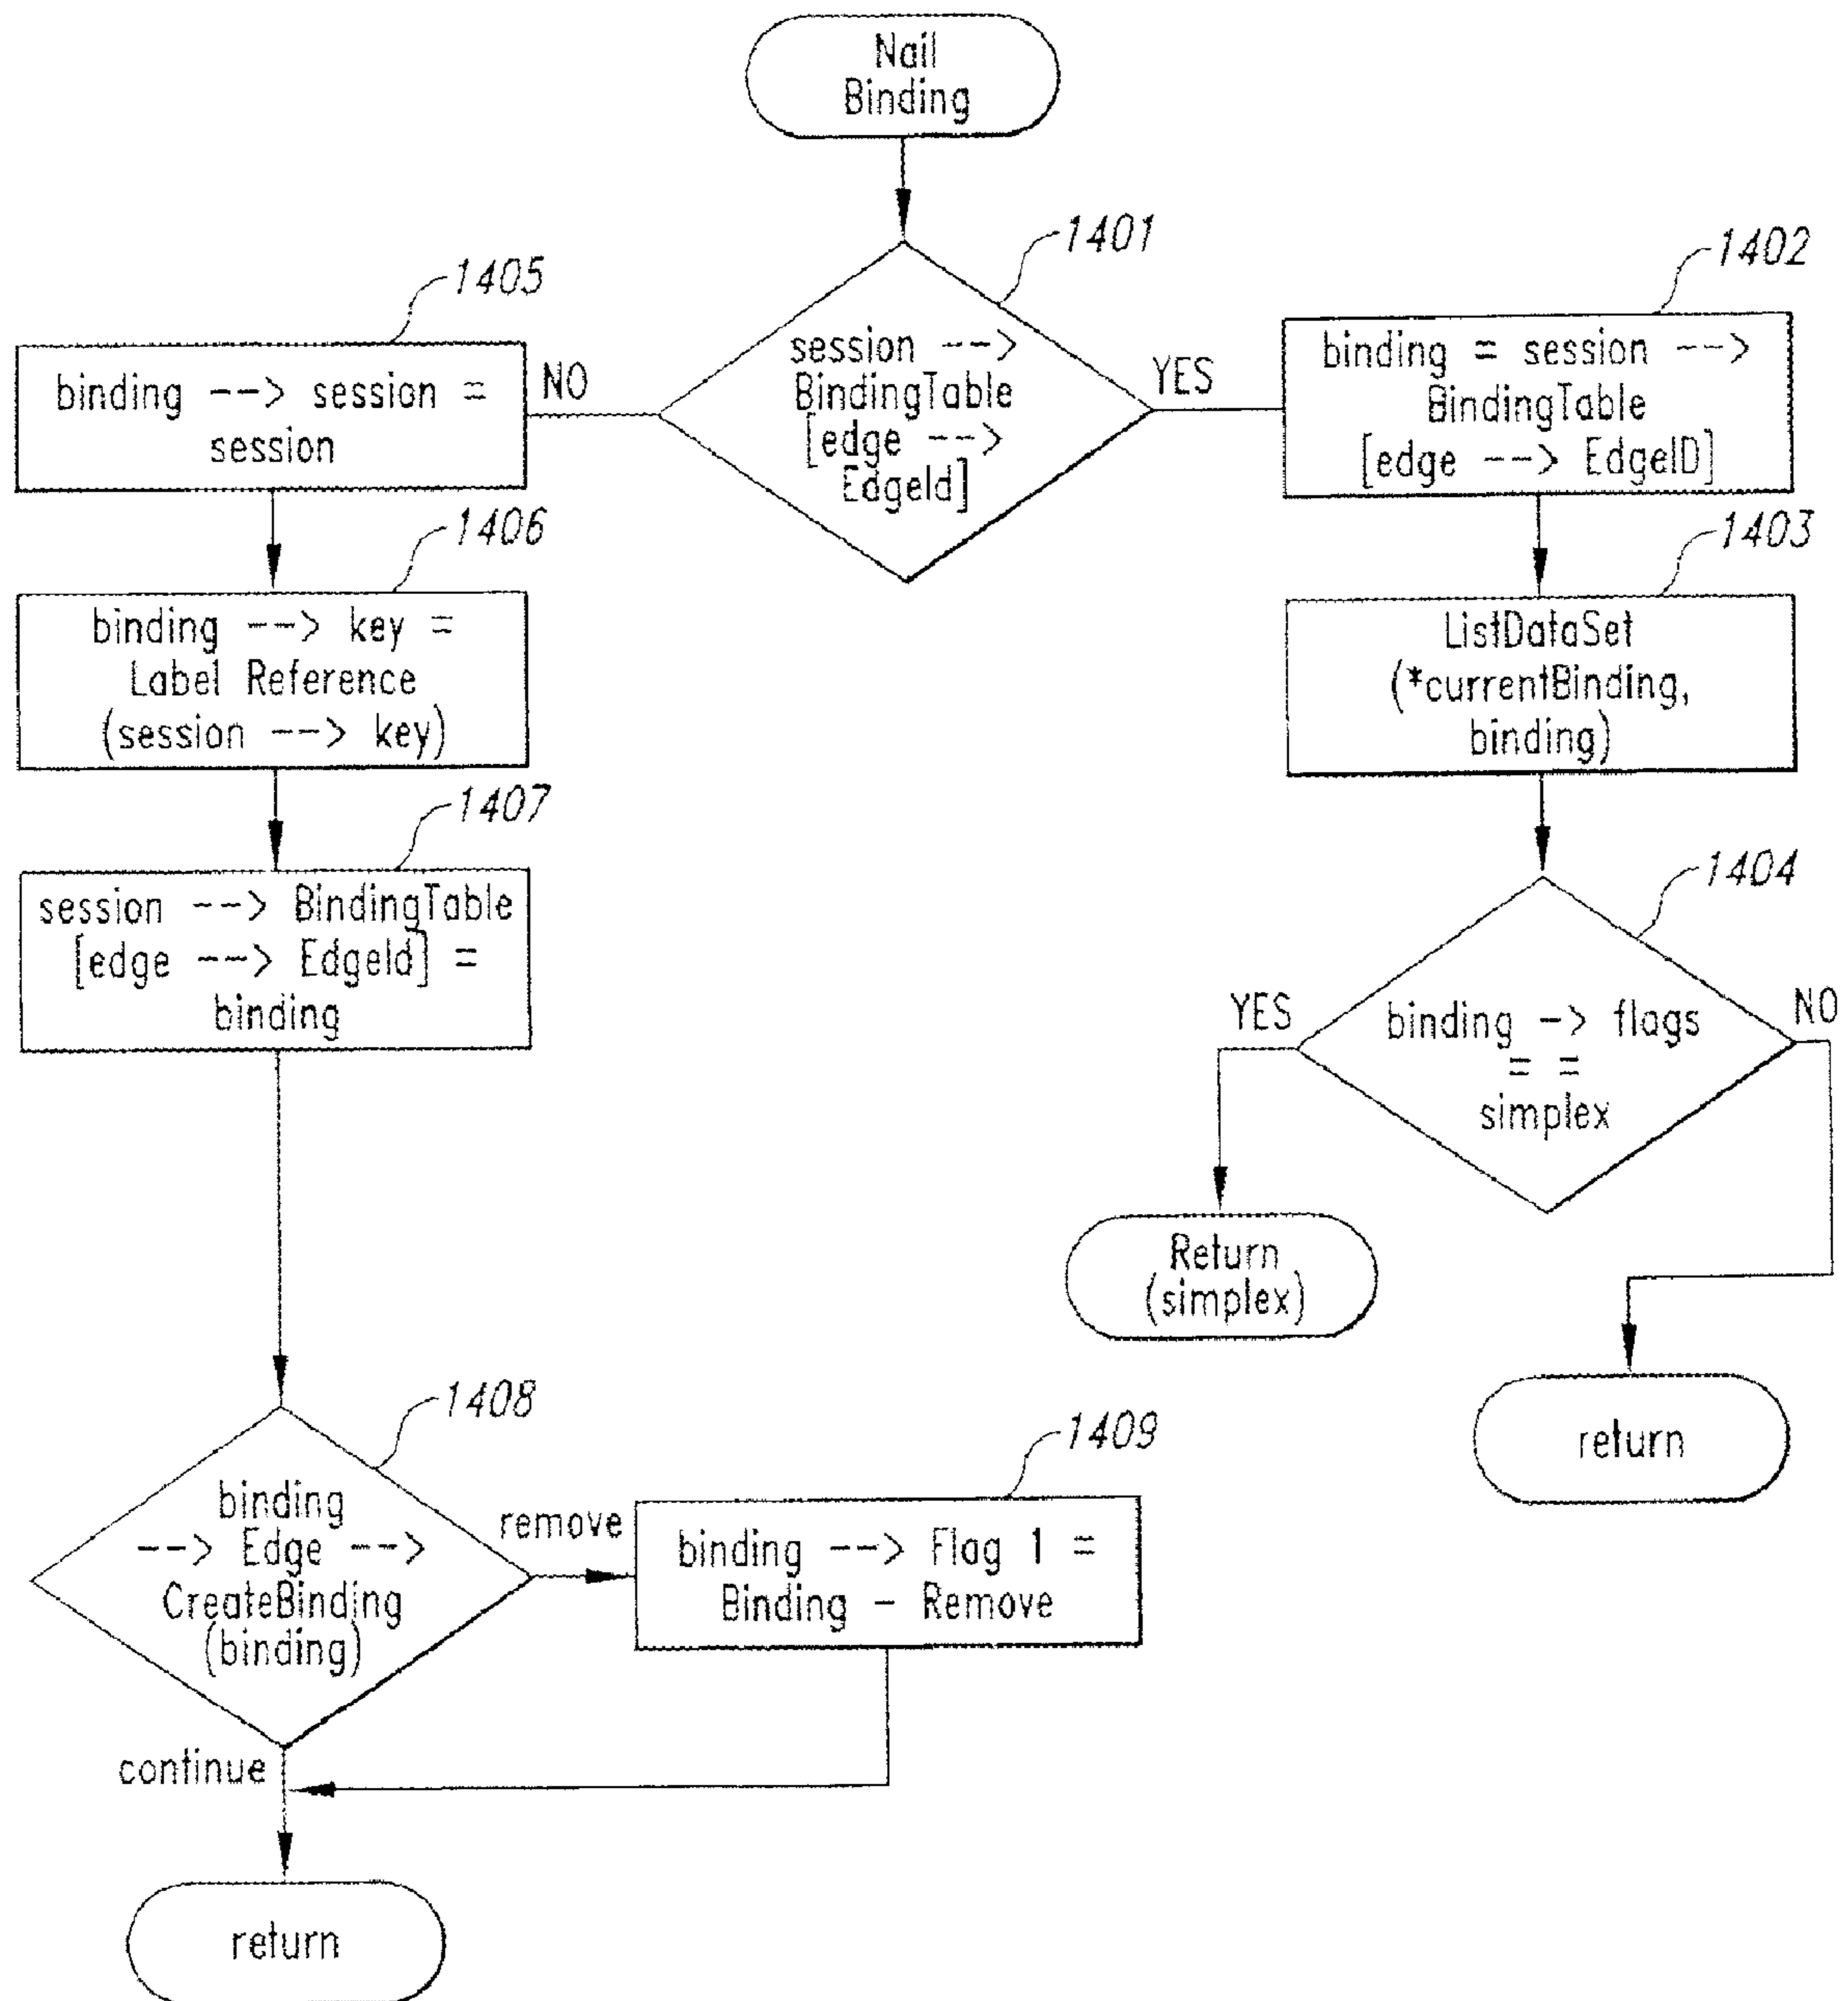 Nail
Binding
1401
session -->
BindingTable
[edge -->
EdgeId]
YES
NO
1402
binding = session -->
BindingTable
[edge --> EdgeID]
1403
ListDataSet
(*currentBinding,
binding)
1404
binding -> flags
= =
simplex
YES
NO
Return
(simplex)
return
1405
binding --> session =
session
1406
binding --> key =
Label Reference
(session --> key)
1407
session --> BindingTable
[edge --> EdgeId] =
binding
1408
binding
--> Edge -->
CreateBinding
(binding)
remove
1409
binding --> Flag 1 =
Binding - Remove
continue
return